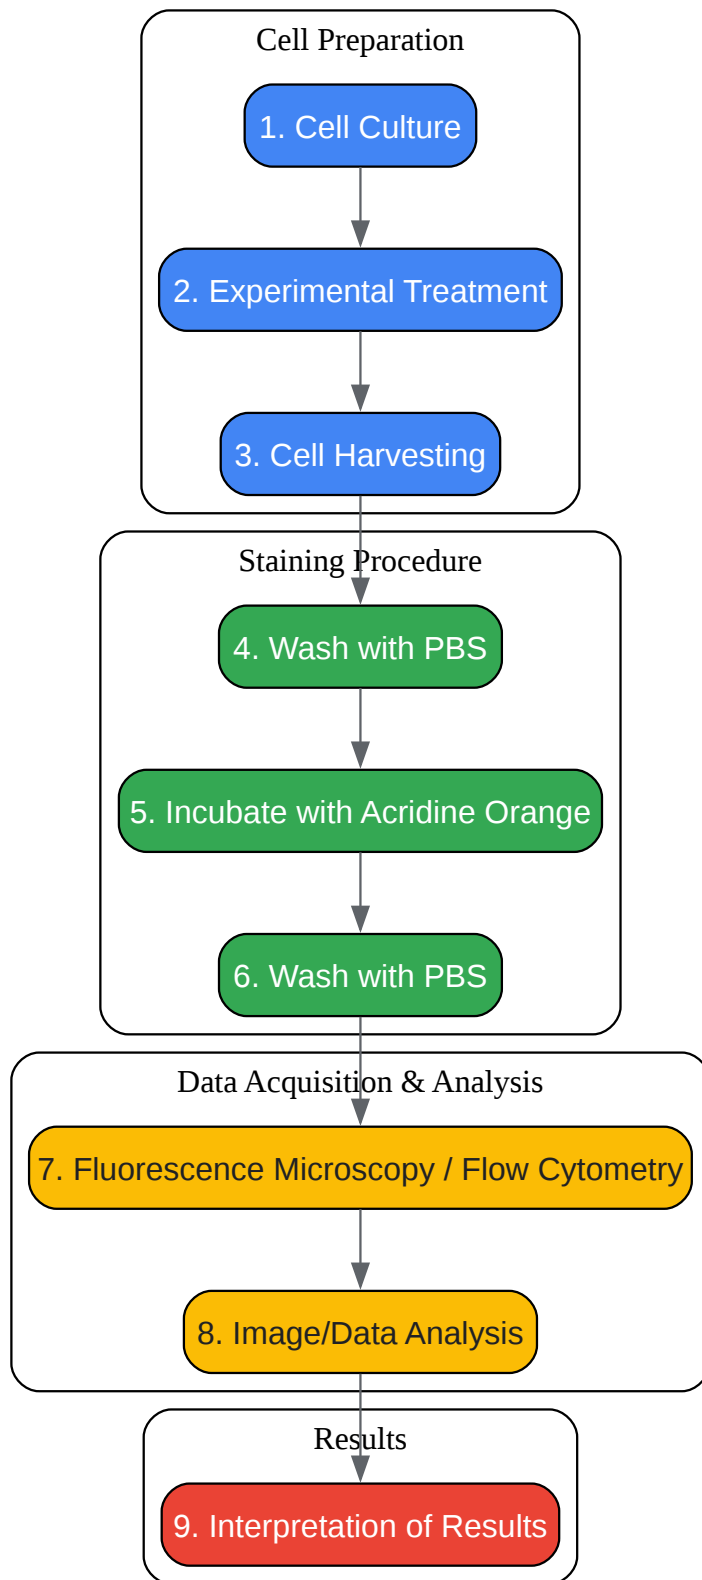 Cell Preparation
1. Cell Culture
2. Experimental Treatment
3. Cell Harvesting
Staining Procedure
4. Wash with PBS
5. Incubate with Acridine Orange
6. Wash with PBS
Data Acquisition & Analysis
7. Fluorescence Microscopy / Flow Cytometry
8. Image/Data Analysis
Results
9. Interpretation of Results